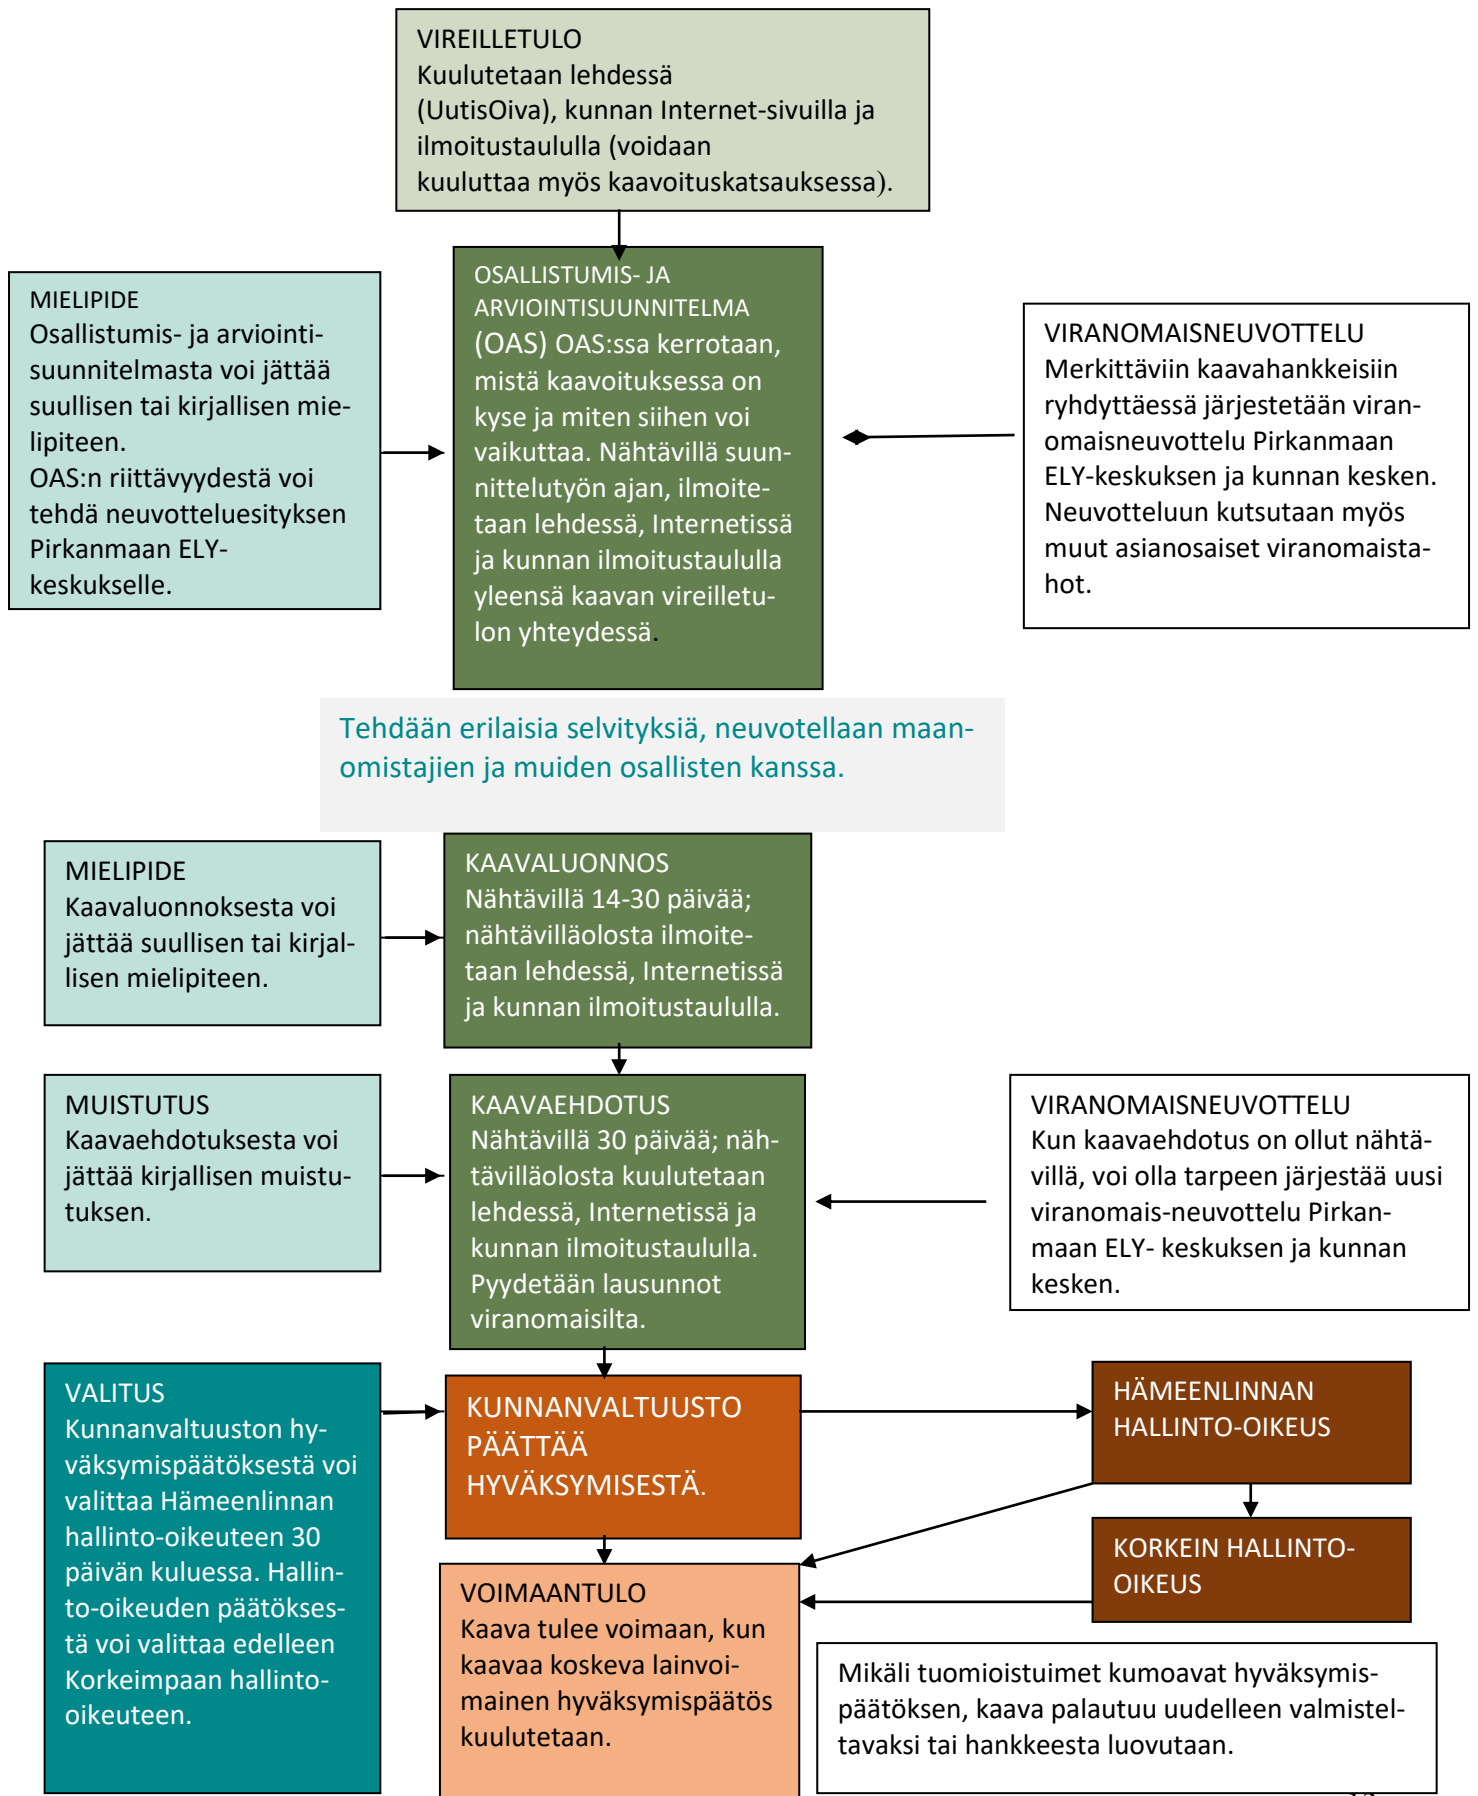 VIREILLETULO
Kuulutetaan lehdessä
(UutisOiva), kunnan Internet-sivuilla ja
ilmoitustaululla (voidaan
kuuluttaa myös kaavoituskatsauksessa).
MIELIPIDE
Osallistumis- ja arviointi-
suunnitelmasta voi jättää
suullisen tai kirjallisen mie-
lipiteen.
OAS:n riittävyydestä voi
tehdä neuvotteluesityksen
Pirkanmaan ELY-
keskukselle.
OSALLISTUMIS- JA
ARVIOINTISUUNNITELMA
(OAS) OAS:ssa kerrotaan,
mistä kaavoituksessa on
kyse ja miten siihen voi
vaikuttaa. Nähtävillä suun-
nittelutyön ajan, ilmoite-
taan lehdessä, Internetissä
ja kunnan ilmoitustaululla
yleensä kaavan vireilletu-
lon yhteydessä.
VIRANOMAISNEUVOTTELU
Merkittäviin kaavahankkeisiin
ryhdyttäessä järjestetään viran-
omaisneuvottelu Pirkanmaan
ELY-keskuksen ja kunnan kesken.
Neuvotteluun kutsutaan myös
muut asianosaiset viranomaista-
hot.
Tehdään erilaisia selvityksiä, neuvotellaan maan-
omistajien ja muiden osallisten kanssa.
MIELIPIDE
Kaavaluonnoksesta voi
jättää suullisen tai kirjal-
lisen mielipiteen.
KAAVALUONNOS
Nähtävillä 14-30 päivää;
nähtävilläolosta ilmoite-
taan lehdessä, Internetissä
ja kunnan ilmoitustaululla.
MUISTUTUS
Kaavaehdotuksesta voi
jättää kirjallisen muistu-
tuksen.
KAAVAEHDOTUS
Nähtävillä 30 päivää; näh-
tävilläolosta kuulutetaan
lehdessä, Internetissä ja
kunnan ilmoitustaululla.
Pyydetään lausunnot
viranomaisilta.
VIRANOMAISNEUVOTTELU
Kun kaavaehdotus on ollut nähtä-
villä, voi olla tarpeen järjestää uusi
viranomais-neuvottelu Pirkan-
maan ELY- keskuksen ja kunnan
kesken.
VALITUS
Kunnanvaltuuston hy-
väksymispäätöksestä voi
valittaa Hämeenlinnan
hallinto-oikeuteen 30
päivän kuluessa. Hallin-
to-oikeuden päätökses-
tä voi valittaa edelleen
Korkeimpaan hallinto-
oikeuteen.
KUNNANVALTUUSTO
PÄÄTTÄÄ
HYVÄKSYMISESTÄ.
HÄMEENLINNAN
HALLINTO-OIKEUS
KORKEIN HALLINTO-
OIKEUS
VOIMAANTULO
Kaava tulee voimaan, kun
kaavaa koskeva lainvoi-
mainen hyväksymispäätös
kuulutetaan.
Mikäli tuomioistuimet kumoavat hyväksymis-
päätöksen, kaava palautuu uudelleen valmistel-
tavaksi tai hankkeesta luovutaan.